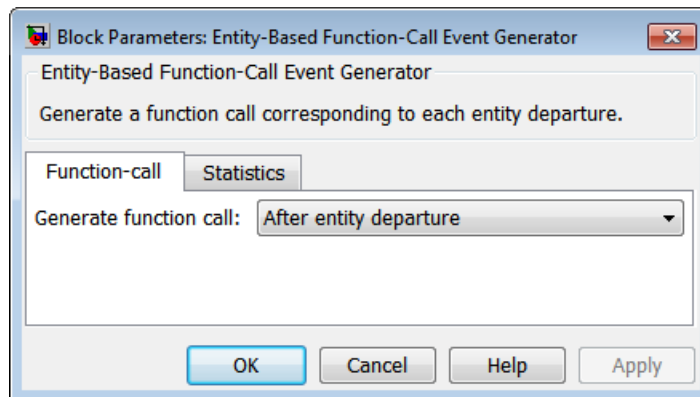 Block Parameters: Entity-Based Function-Call Event Generator
Entity-Based Function-Call Event Generator
Generate a function call corresponding to each entity departure.
Function-call Statistics
Generate function call: After entity departure
OK Cancel Help Apply